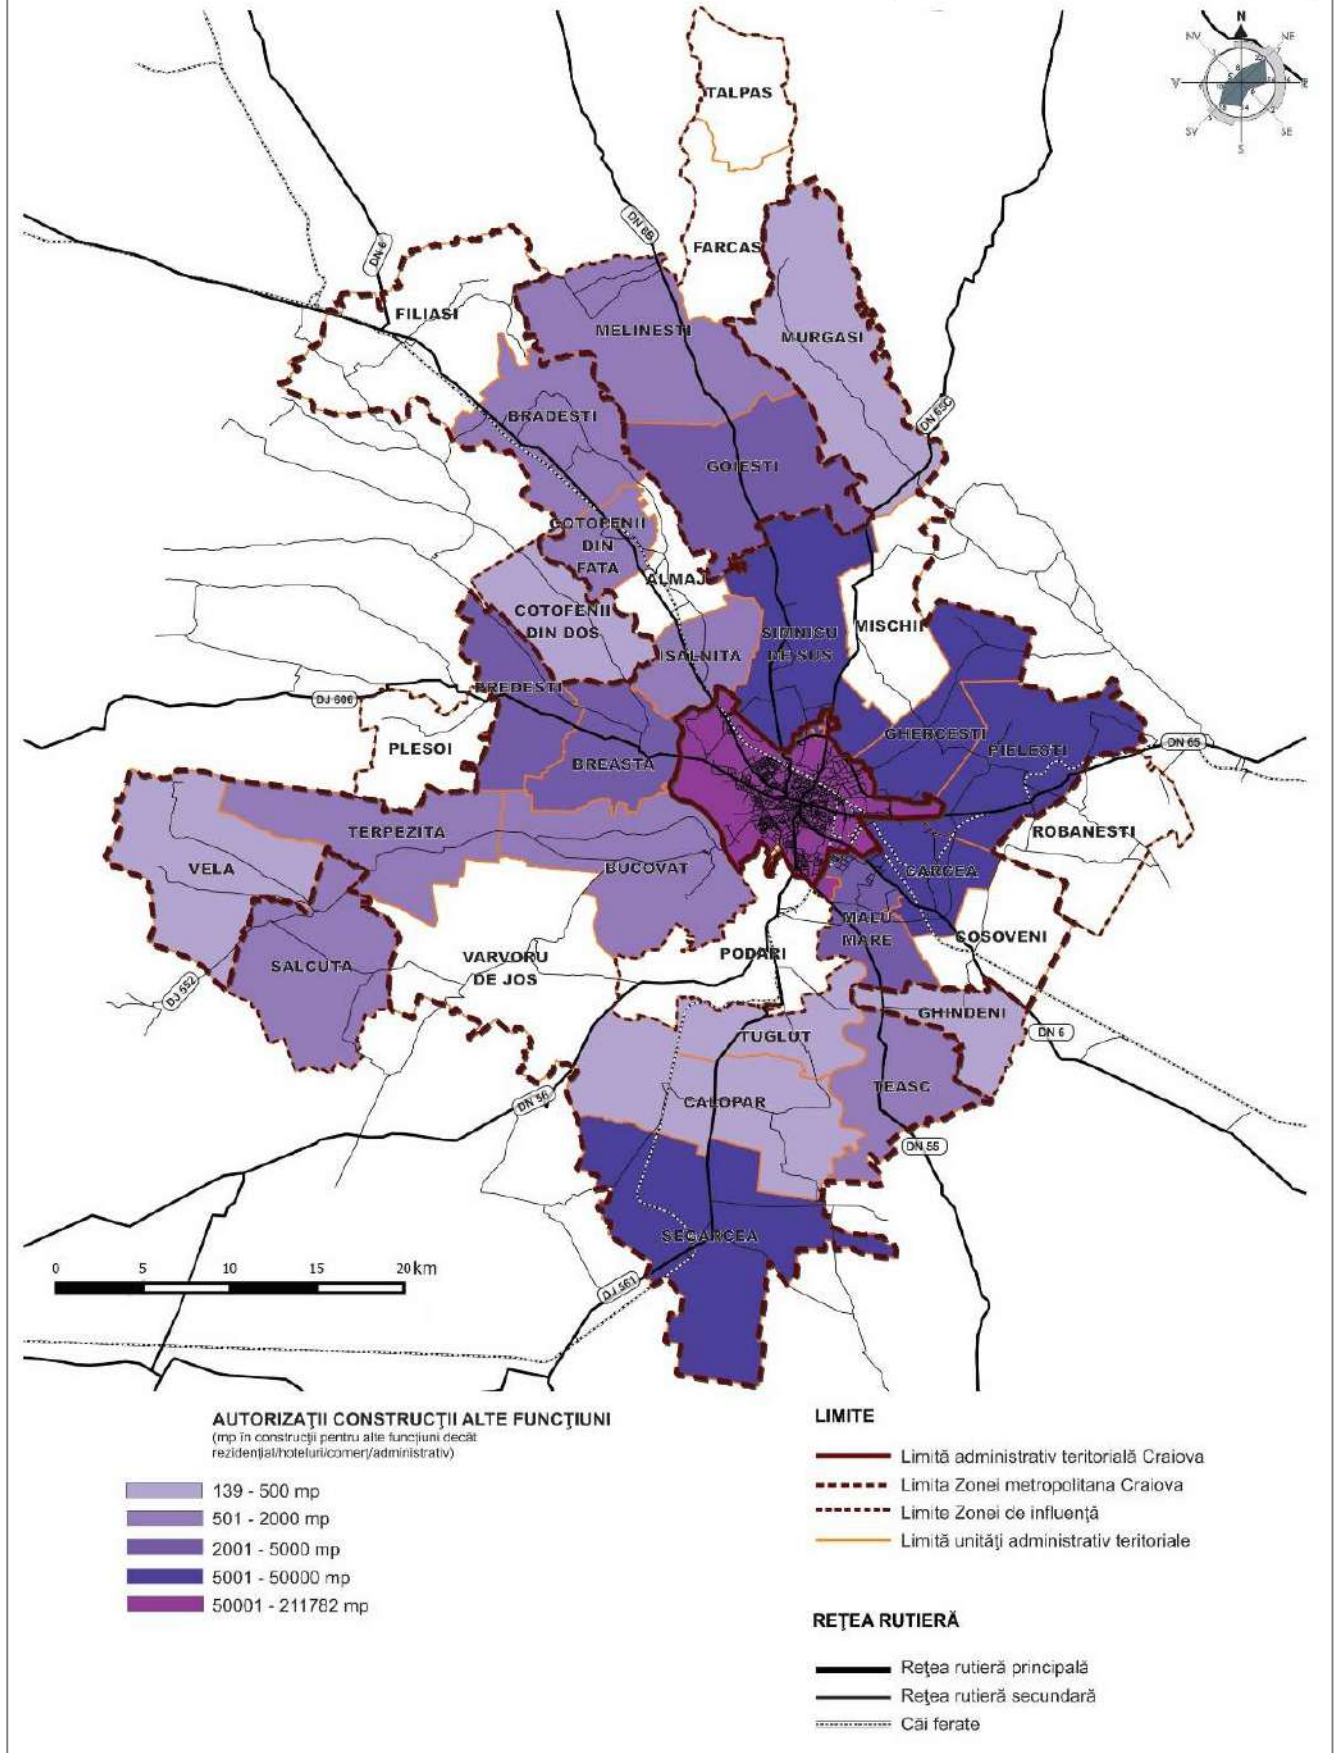 N
NV
NE
V
E
SV
SE
S
TALPAS
DN 6B
DN 6
FARCAS
FILIASI
MELINESTI
MURGASI
BRADESTI
DN 65C
GOIESTI
COTOFENII
DIN
FATA
ALMAJ
COTOFENII
DIN DOS
SIMNICU
DE SUS
MISCHII
ISALNITA
PREDESTI
DJ 606
PLESOI
GHERCESTI
PIELESTI
DN 65
BREASTA
TERPEZITA
ROBANESTI
VELA
BUCOVAT
CARCEA
MALU
MARE
COSOVENI
SALCUTA
VARVORU
DE JOS
PODARI
DJ 552
GHINDENI
TUGLUT
DN 6
TEASC
CALOPAR
DN 56
DN 55
SEGARCEA
0 5 10 15 20 km
DJ 561
AUTORIZAŢII CONSTRUCŢII ALTE FUNCŢIUNI
(mp în construcţii pentru alte funcţiuni decât
rezidenţial/hoteluri/comerţ/administrativ)
139 - 500 mp
501 - 2000 mp
2001 - 5000 mp
5001 - 50000 mp
50001 - 211782 mp
LIMITE
Limită administrativ teritorială Craiova
Limita Zonei metropolitana Craiova
Limite Zonei de influenţă
Limită unităţi administrativ teritoriale
REŢEA RUTIERĂ
Reţea rutieră principală
Reţea rutieră secundară
Căi ferate